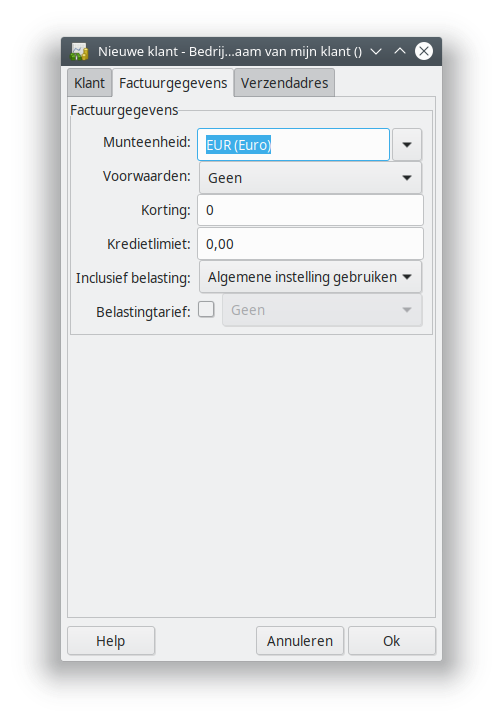 Nieuwe klant - Bedrij...aam van mijn klant ()
Klant Factuurgegevens Verzendadres
Factuurgegevens
Munteenheid: EUR (Euro)
Voorwaarden: Geen
Korting: 0
Kredietlimiet: 0,00
Inclusief belasting: Algemene instelling gebruiken
Belastingtarief: Geen
Help Annuleren Ok